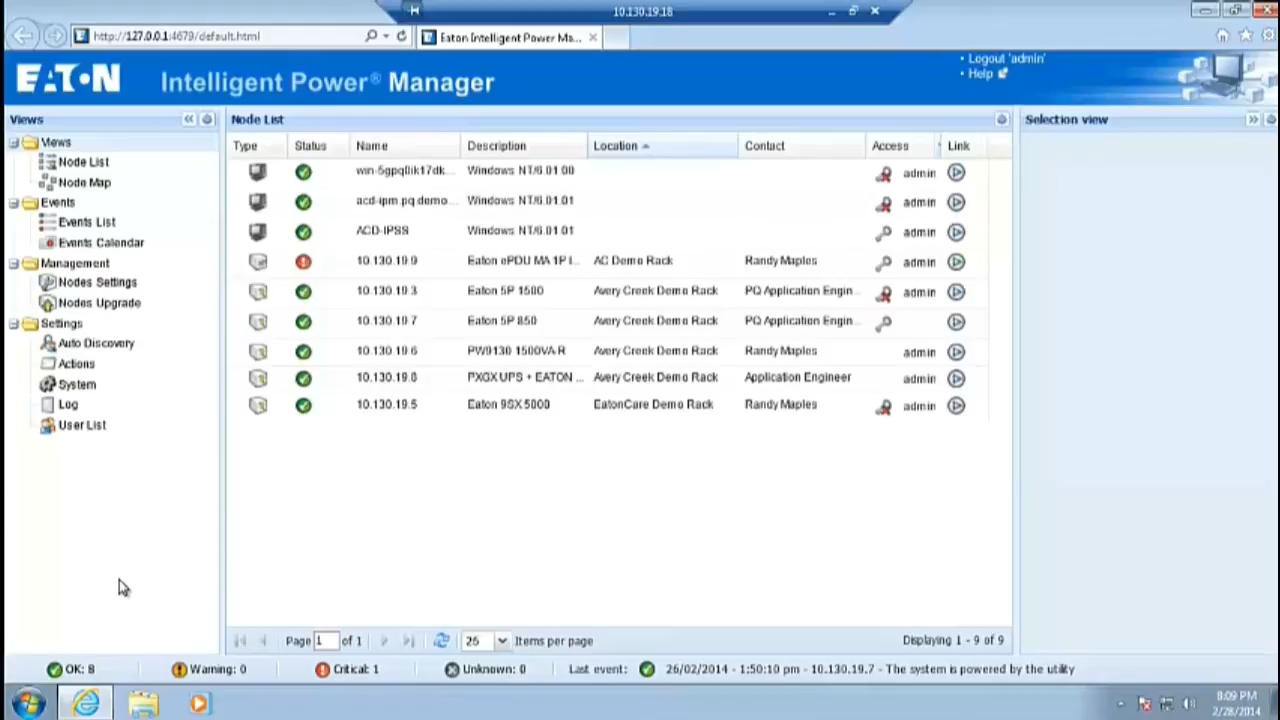 10.130.19.18
http://127.0.0.1:4679/default.html
Eaton Intelligent Power Ma...
EATON Intelligent Power® Manager
Logout 'admin'
Help
Views
Views
Node List
Node Map
Events
Events List
Events Calendar
Management
Nodes Settings
Nodes Upgrade
Settings
Auto Discovery
Actions
System
Log
User List
Node List
Type Status Name Description Location Contact Access Link
Windows NT/6.01.00 admin
acd-ipm.pq.demo... Windows NT/6.01.01 admin
ACD-IPSS Windows NT/6.01.01 admin
10.130.19.9 Eaton ePDU MA 1P I... AC Demo Rack Randy Maples admin
10.130.19.3 Eaton 5P 1500 Avery Creek Demo Rack PQ Application Engin... admin
10.130.19.7 Eaton 5P 850 Avery Creek Demo Rack PQ Application Engin...
10.130.19.6 PW9130 1500VA-R Avery Creek Demo Rack Randy Maples admin
PXGX UPS + EATON ... Avery Creek Demo Rack Application Engineer admin
10.130.19.5 Eaton 9SX 5000 EatonCare Demo Rack Randy Maples admin
Page 1 of 1 25 Items per page Displaying 1 - 9 of 9
Selection view
OK: 8 Warning: 0 Critical: 1 Unknown: 0 Last event: 26/02/2014 - 1:50:10 pm - 10.130.19.7 - The system is powered by the utility
8:09 PM
2/28/2014